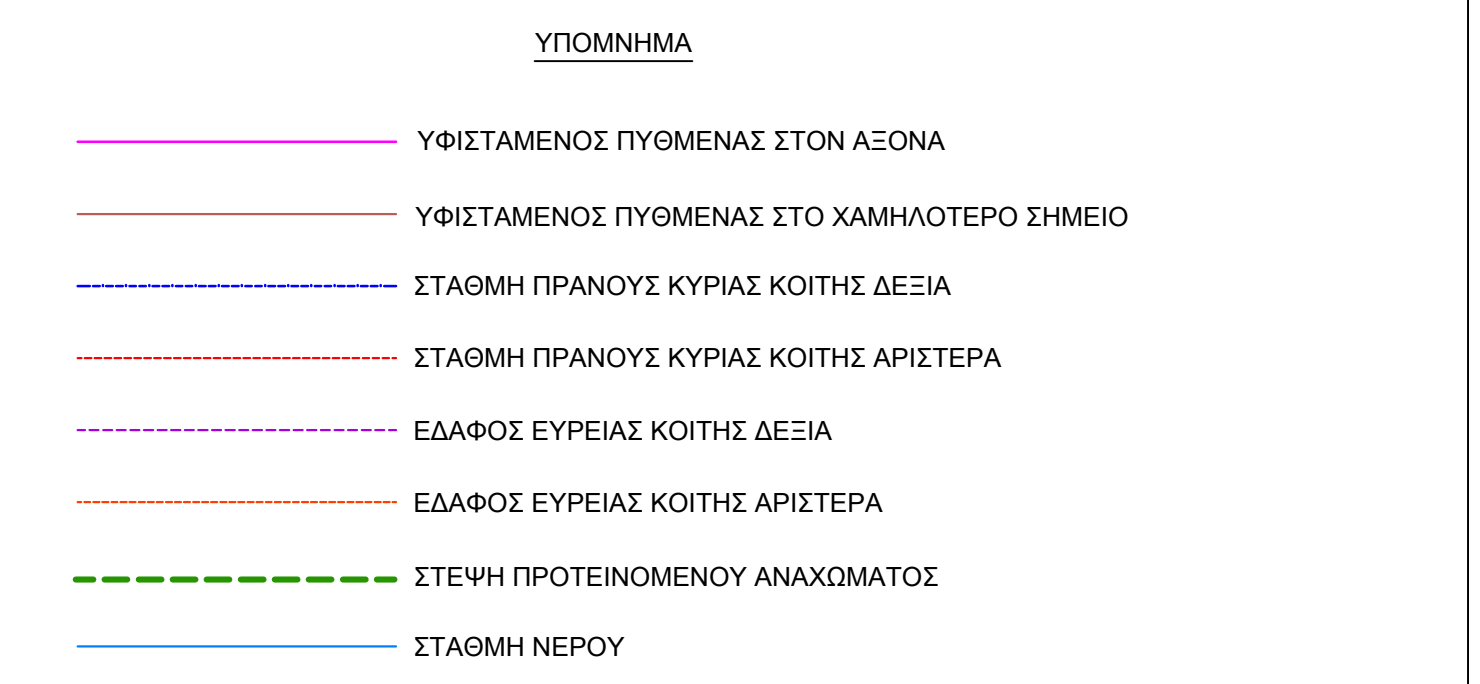 ΥΠΟΜΝΗΜΑ
ΥΦΙΣΤΑΜΕΝΟΣ ΠΥΘΜΕΝΑΣ ΣΤΟΝ ΑΞΟΝΑ
ΥΦΙΣΤΑΜΕΝΟΣ ΠΥΘΜΕΝΑΣ ΣΤΟ ΧΑΜΗΛΟΤΕΡΟ ΣΗΜΕΙΟ
ΣΤΑΘΜΗ ΠΡΑΝΟΥΣ ΚΥΡΙΑΣ ΚΟΙΤΗΣ ΔΕΞΙΑ
ΣΤΑΘΜΗ ΠΡΑΝΟΥΣ ΚΥΡΙΑΣ ΚΟΙΤΗΣ ΑΡΙΣΤΕΡΑ
ΕΔΑΦΟΣ ΕΥΡΕΙΑΣ ΚΟΙΤΗΣ ΔΕΞΙΑ
ΕΔΑΦΟΣ ΕΥΡΕΙΑΣ ΚΟΙΤΗΣ ΑΡΙΣΤΕΡΑ
ΣΤΕΨΗ ΠΡΟΤΕΙΝΟΜΕΝΟΥ ΑΝΑΧΩΜΑΤΟΣ
ΣΤΑΘΜΗ ΝΕΡΟΥ